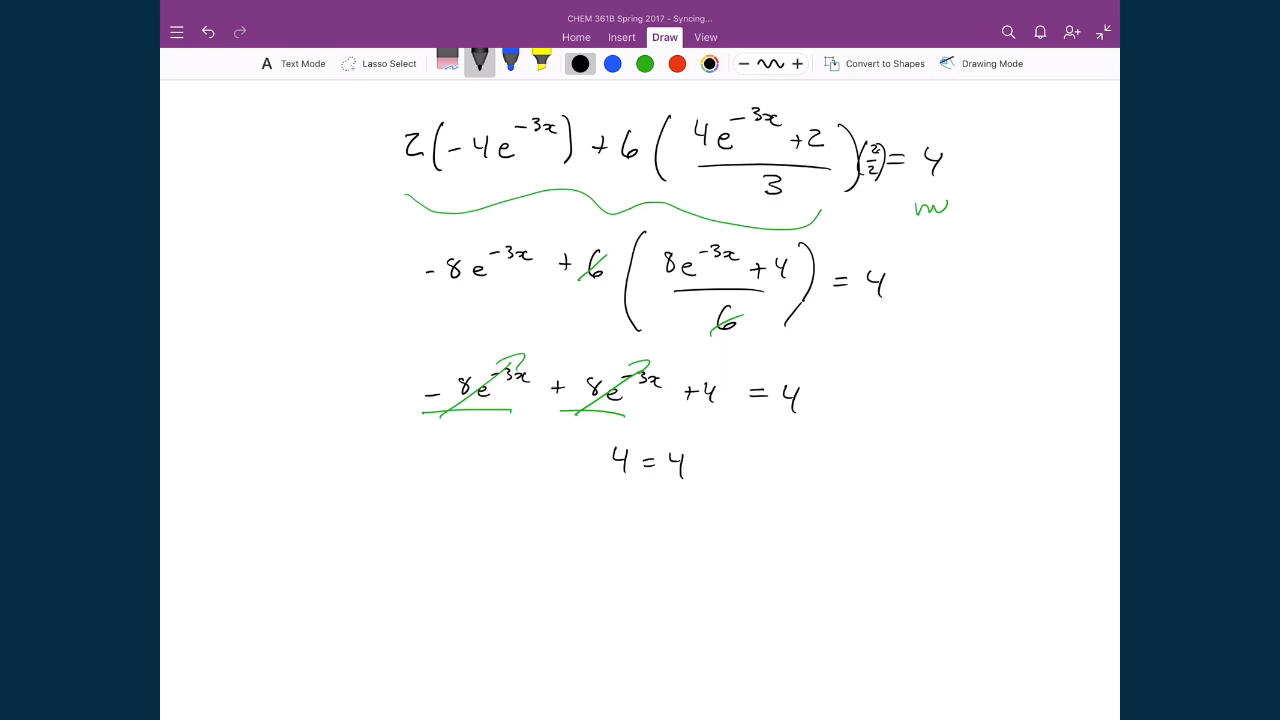 CHEM 361B Spring 2017 - Syncing...
Home Insert Draw View
Text Mode Lasso Select Convert to Shapes Drawing Mode
2(-4e^{-3x}) + 6((4e^{-3x} + 2)/3)(2/2) = 4
-8e^{-3x} + 6((8e^{-3x} + 4)/6) = 4
-8e^{-3x} + 8e^{-3x} + 4 = 4
4 = 4